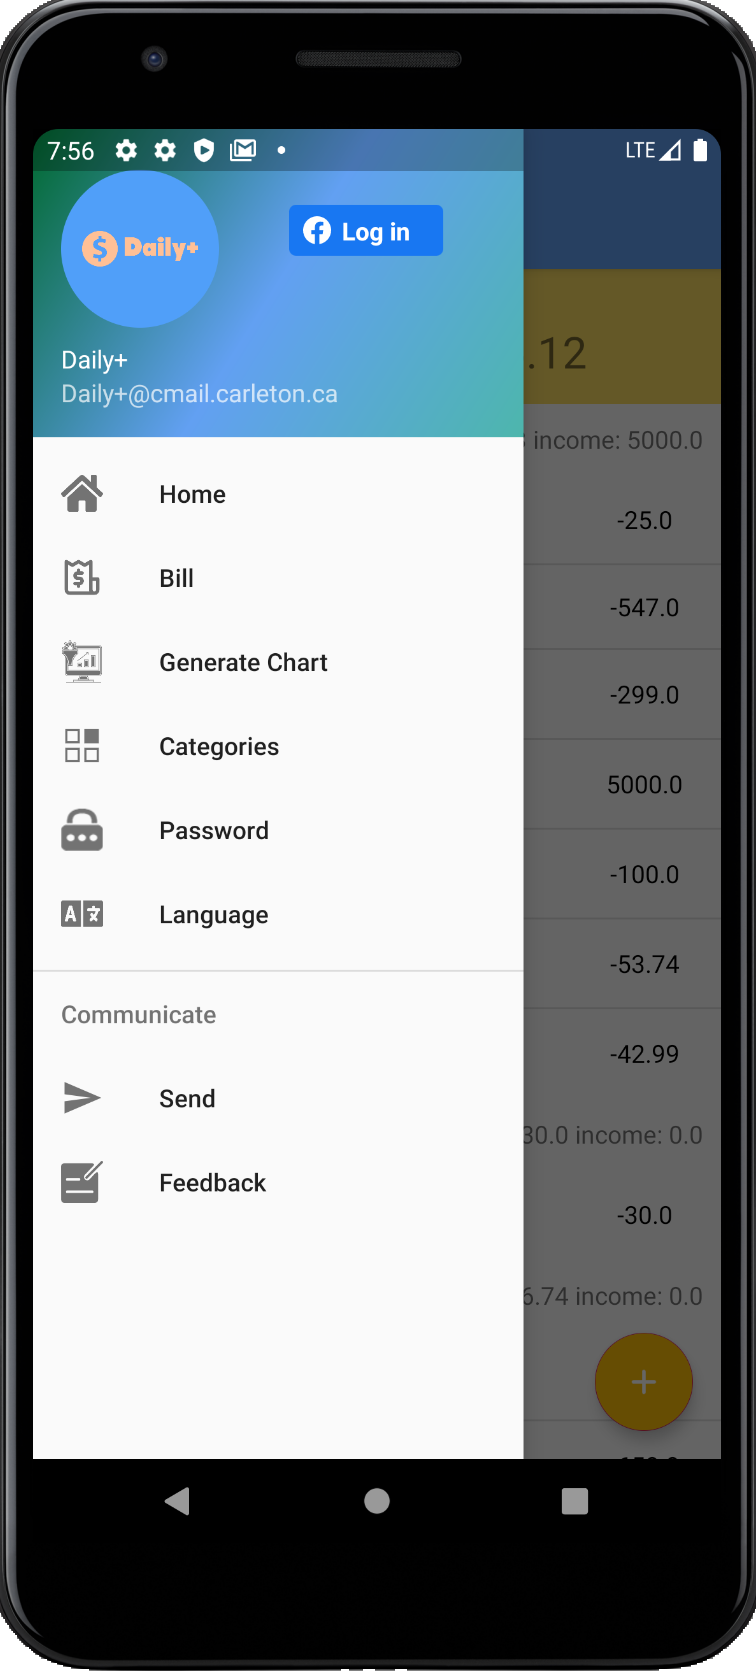 7:56
LTE
$ Daily+
Log in
Daily+
Daily+@cmail.carleton.ca
.12
income: 5000.0
Home
-25.0
Bill
-547.0
Generate Chart
-299.0
Categories
5000.0
Password
-100.0
Language
-53.74
Communicate
-42.99
Send
30.0 income: 0.0
Feedback
-30.0
6.74 income: 0.0
+